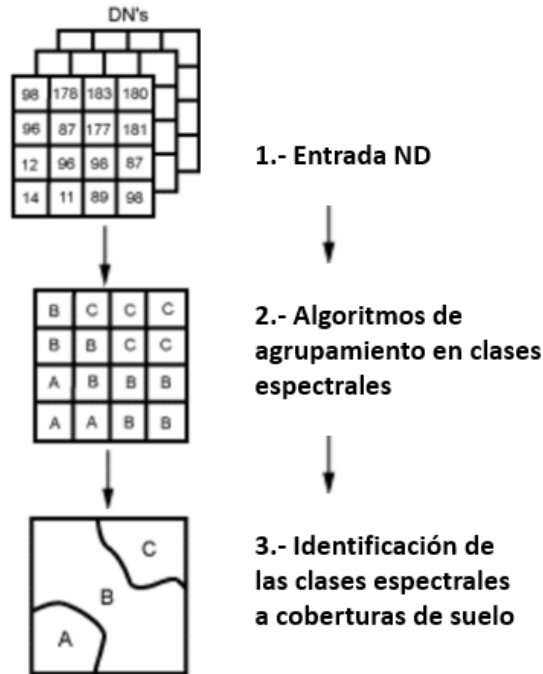 DN's
98 178 183 180
96 87 177 181
12 96 98 87
14 11 89 98
1.- Entrada ND
B C C C
B B C C
A B B B
A A B B
2.- Algoritmos de
agrupamiento en clases
espectrales
C
B
A
3.- Identificación de
las clases espectrales
a coberturas de suelo